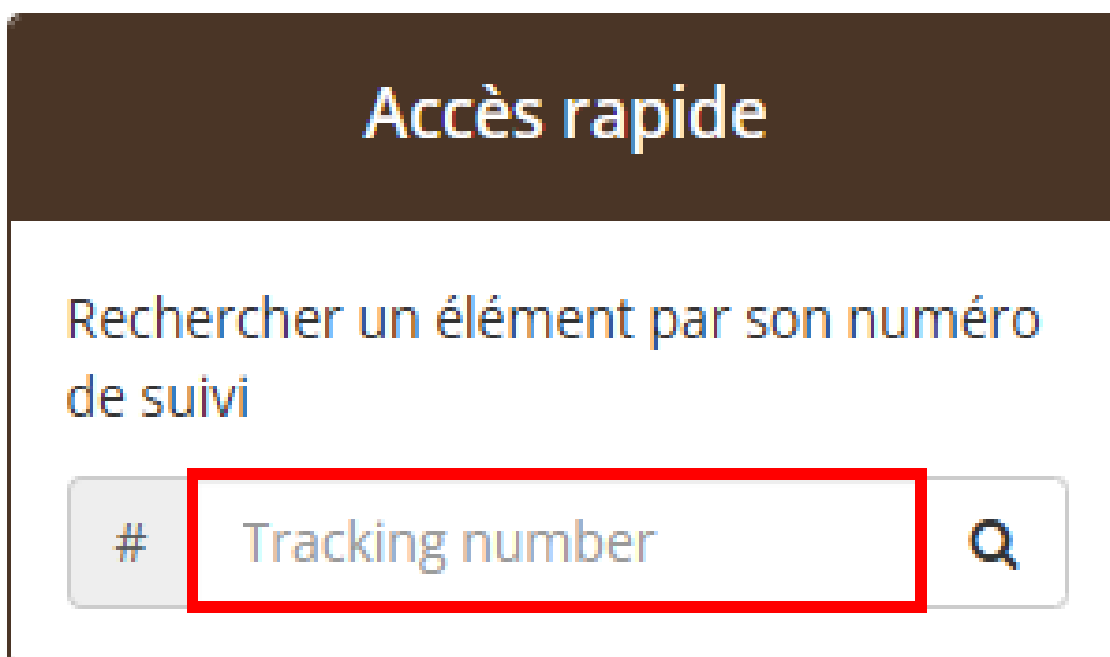 Accès rapide
Rechercher un élément par son numéro
de suivi
# Tracking number